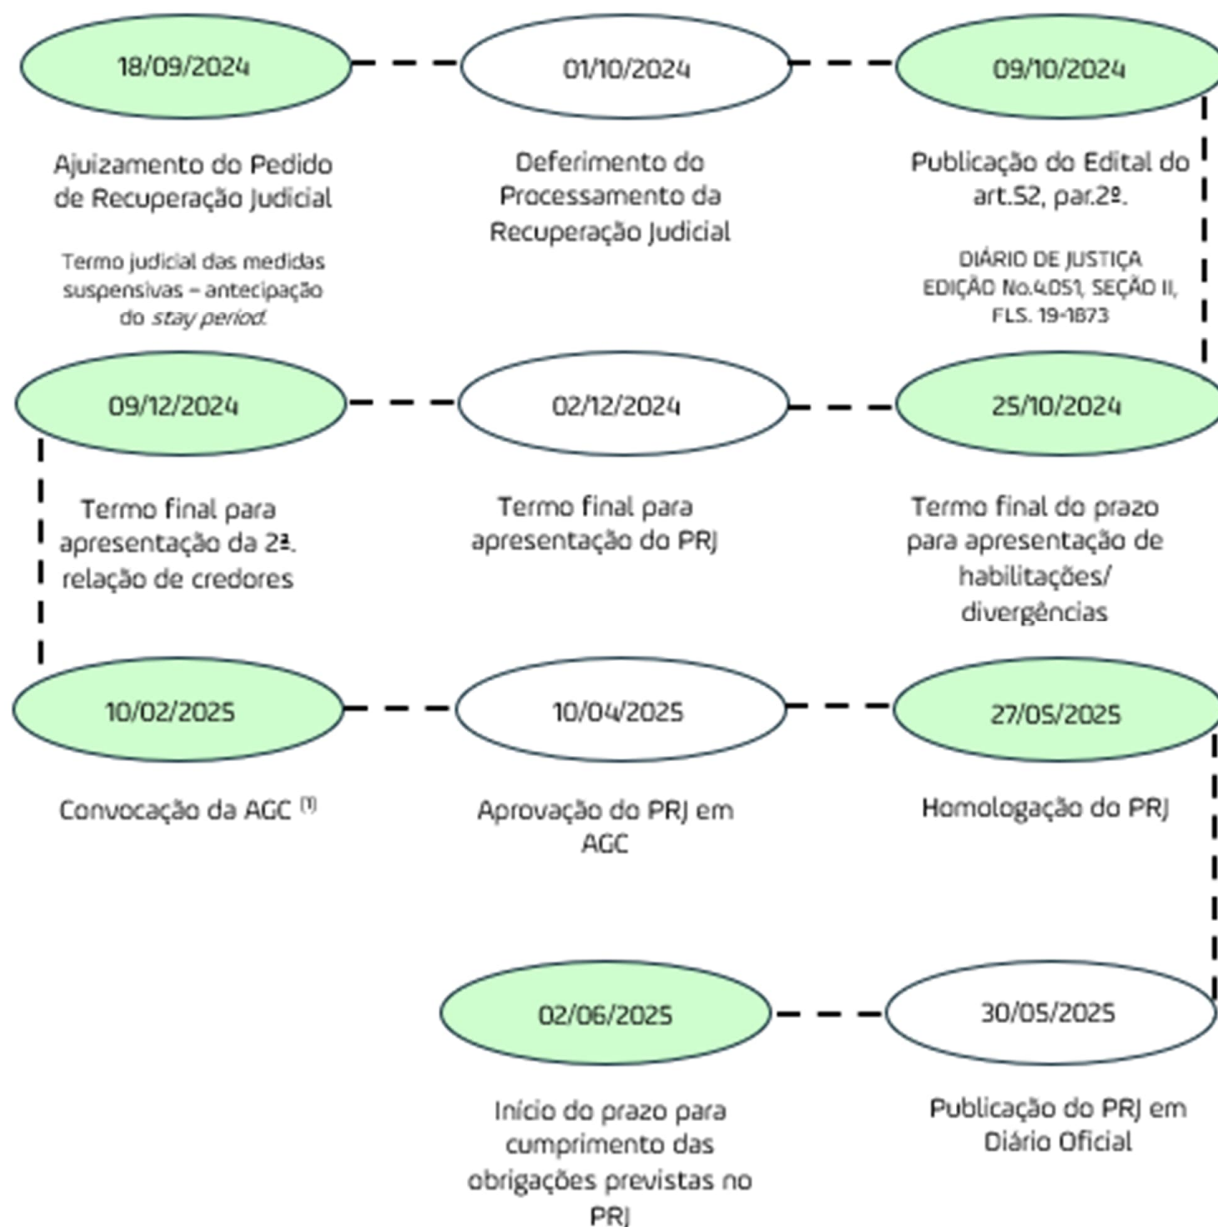 18/09/2024
Ajuizamento do Pedido
de Recuperação Judicial
Termo judicial das medidas
suspensivas – antecipação
do stay period.
01/10/2024
Deferimento do
Processamento da
Recuperação Judicial
09/10/2024
Publicação do Edital do
art.52, par.2º.
DIÁRIO DE JUSTIÇA
EDIÇÃO No.4051, SEÇÃO II,
FLS. 19-1873
25/10/2024
Termo final do prazo
para apresentação de
habilitações/
divergências
02/12/2024
Termo final para
apresentação do PRJ
09/12/2024
Termo final para
apresentação da 2ª.
relação de credores
10/02/2025
Convocação da AGC (1)
10/04/2025
Aprovação do PRJ em
AGC
27/05/2025
Homologação do PRJ
30/05/2025
Publicação do PRJ em
Diário Oficial
02/06/2025
Início do prazo para
cumprimento das
obrigações previstas no
PRJ